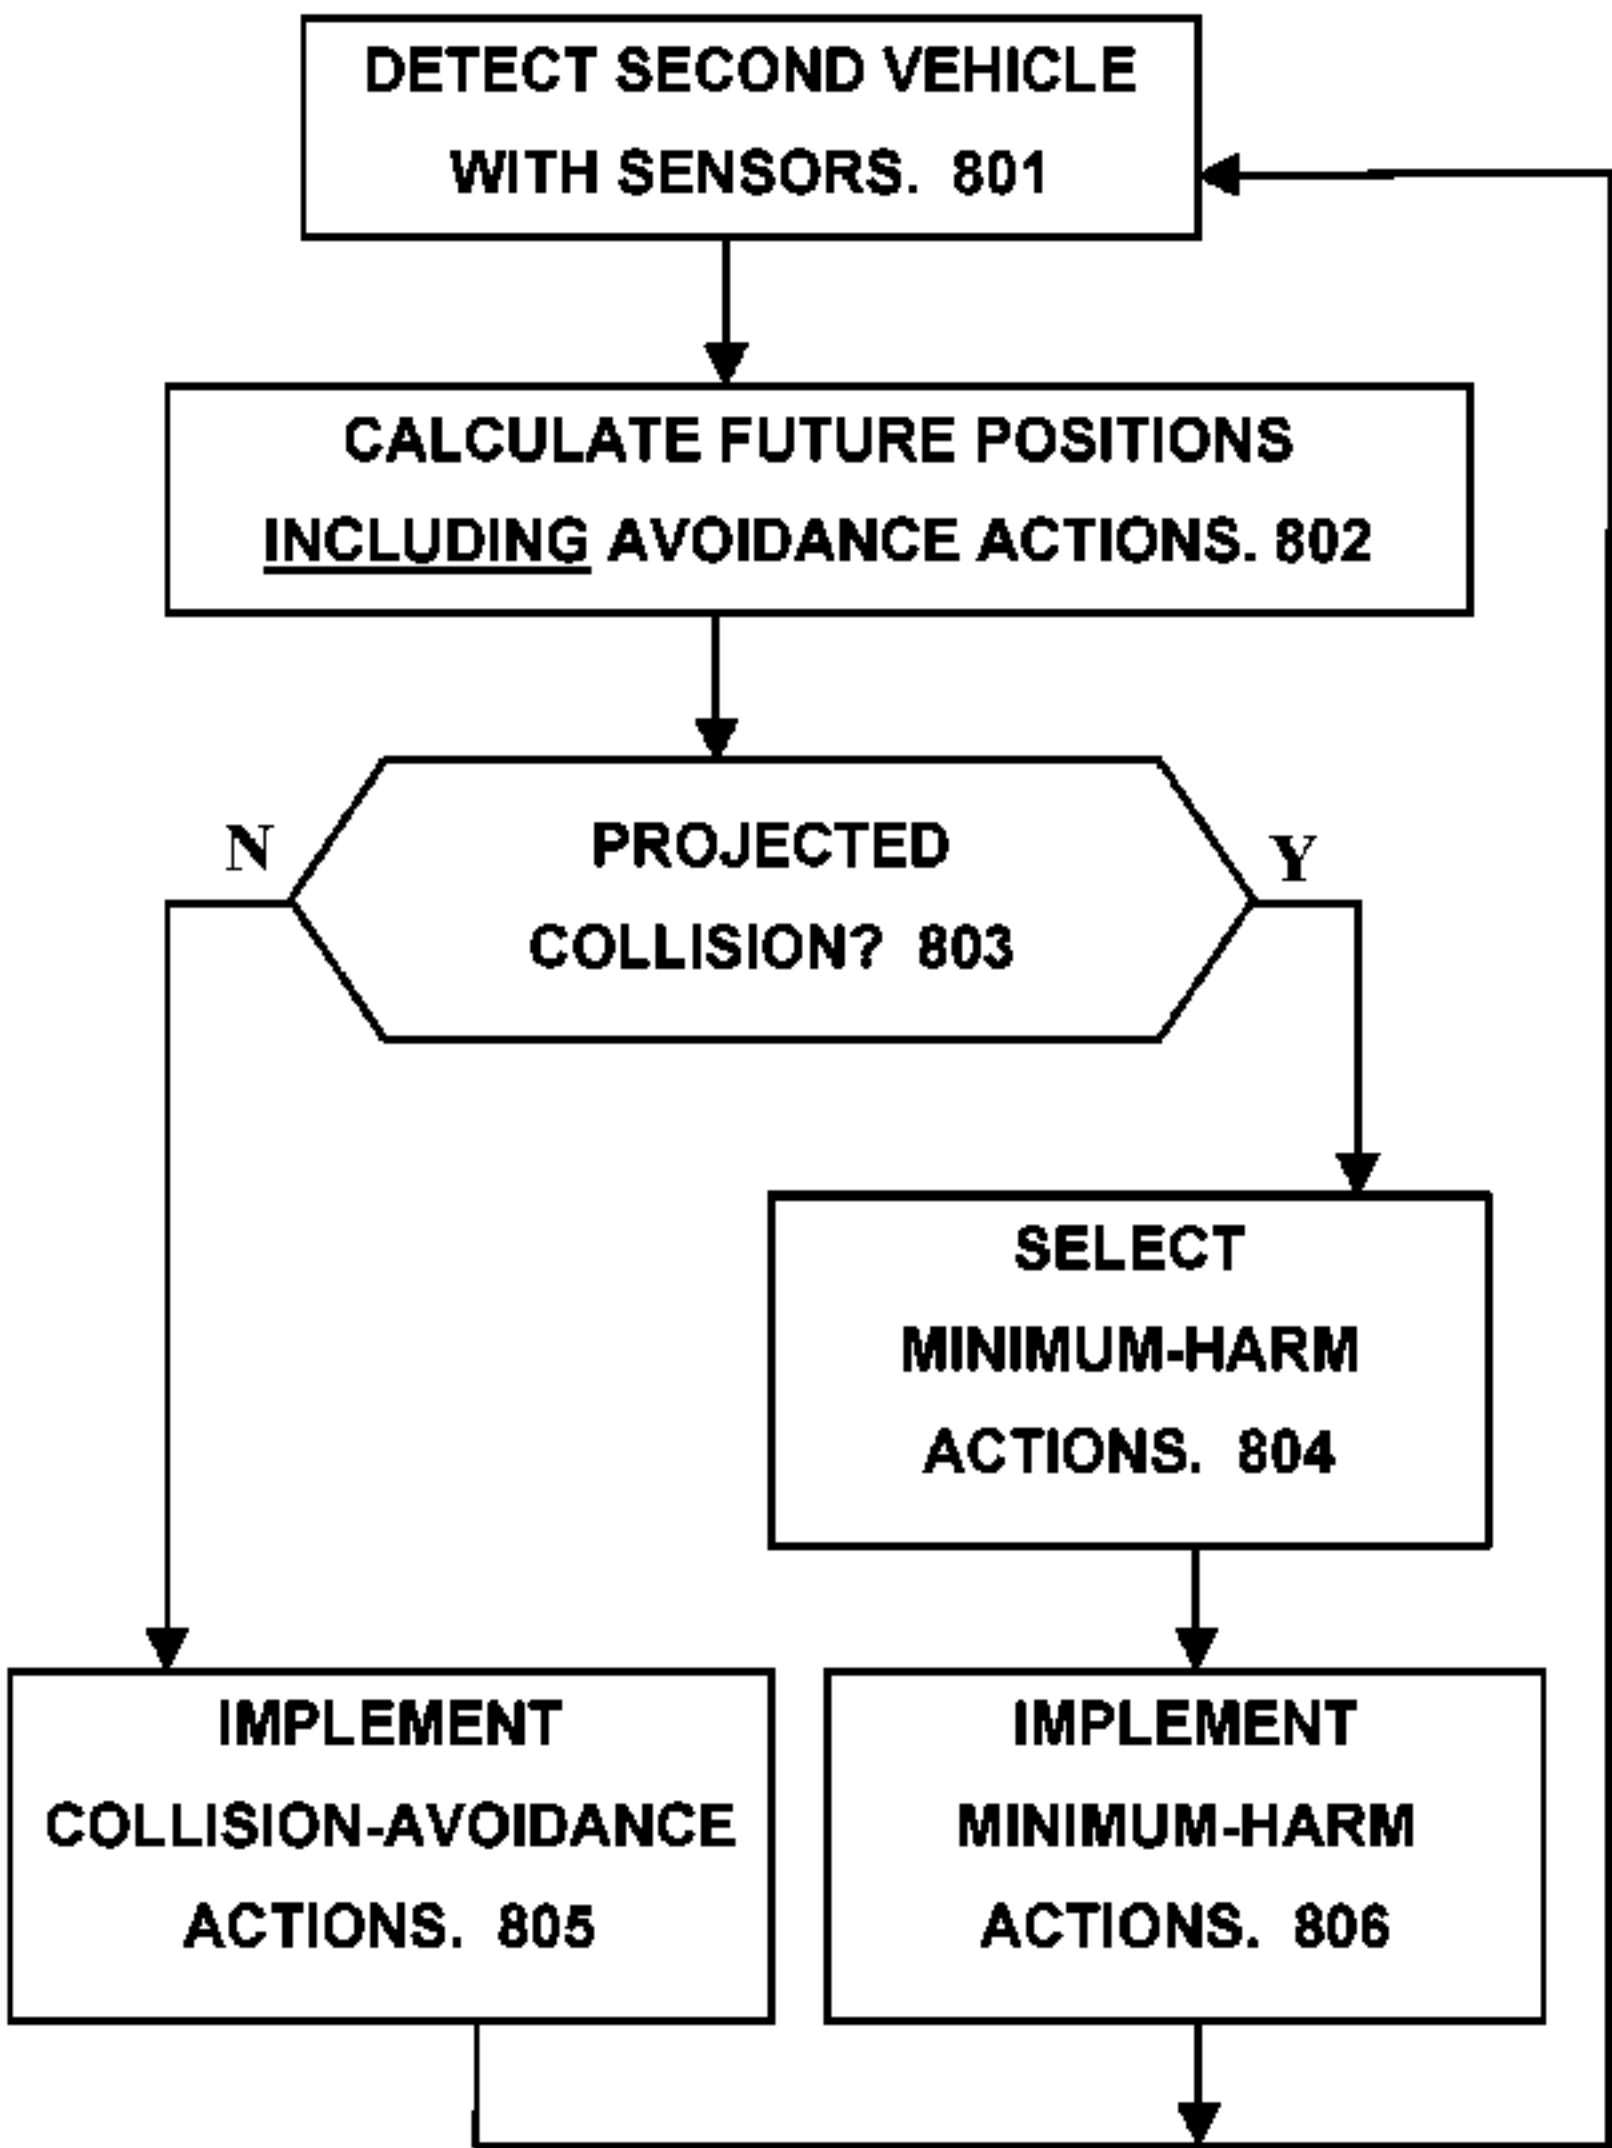 DETECT SECOND VEHICLE
WITH SENSORS. 801
CALCULATE FUTURE POSITIONS
INCLUDING AVOIDANCE ACTIONS. 802
N
Y
PROJECTED
COLLISION? 803
SELECT
MINIMUM-HARM
ACTIONS. 804
IMPLEMENT
COLLISION-AVOIDANCE
ACTIONS. 805
IMPLEMENT
MINIMUM-HARM
ACTIONS. 806